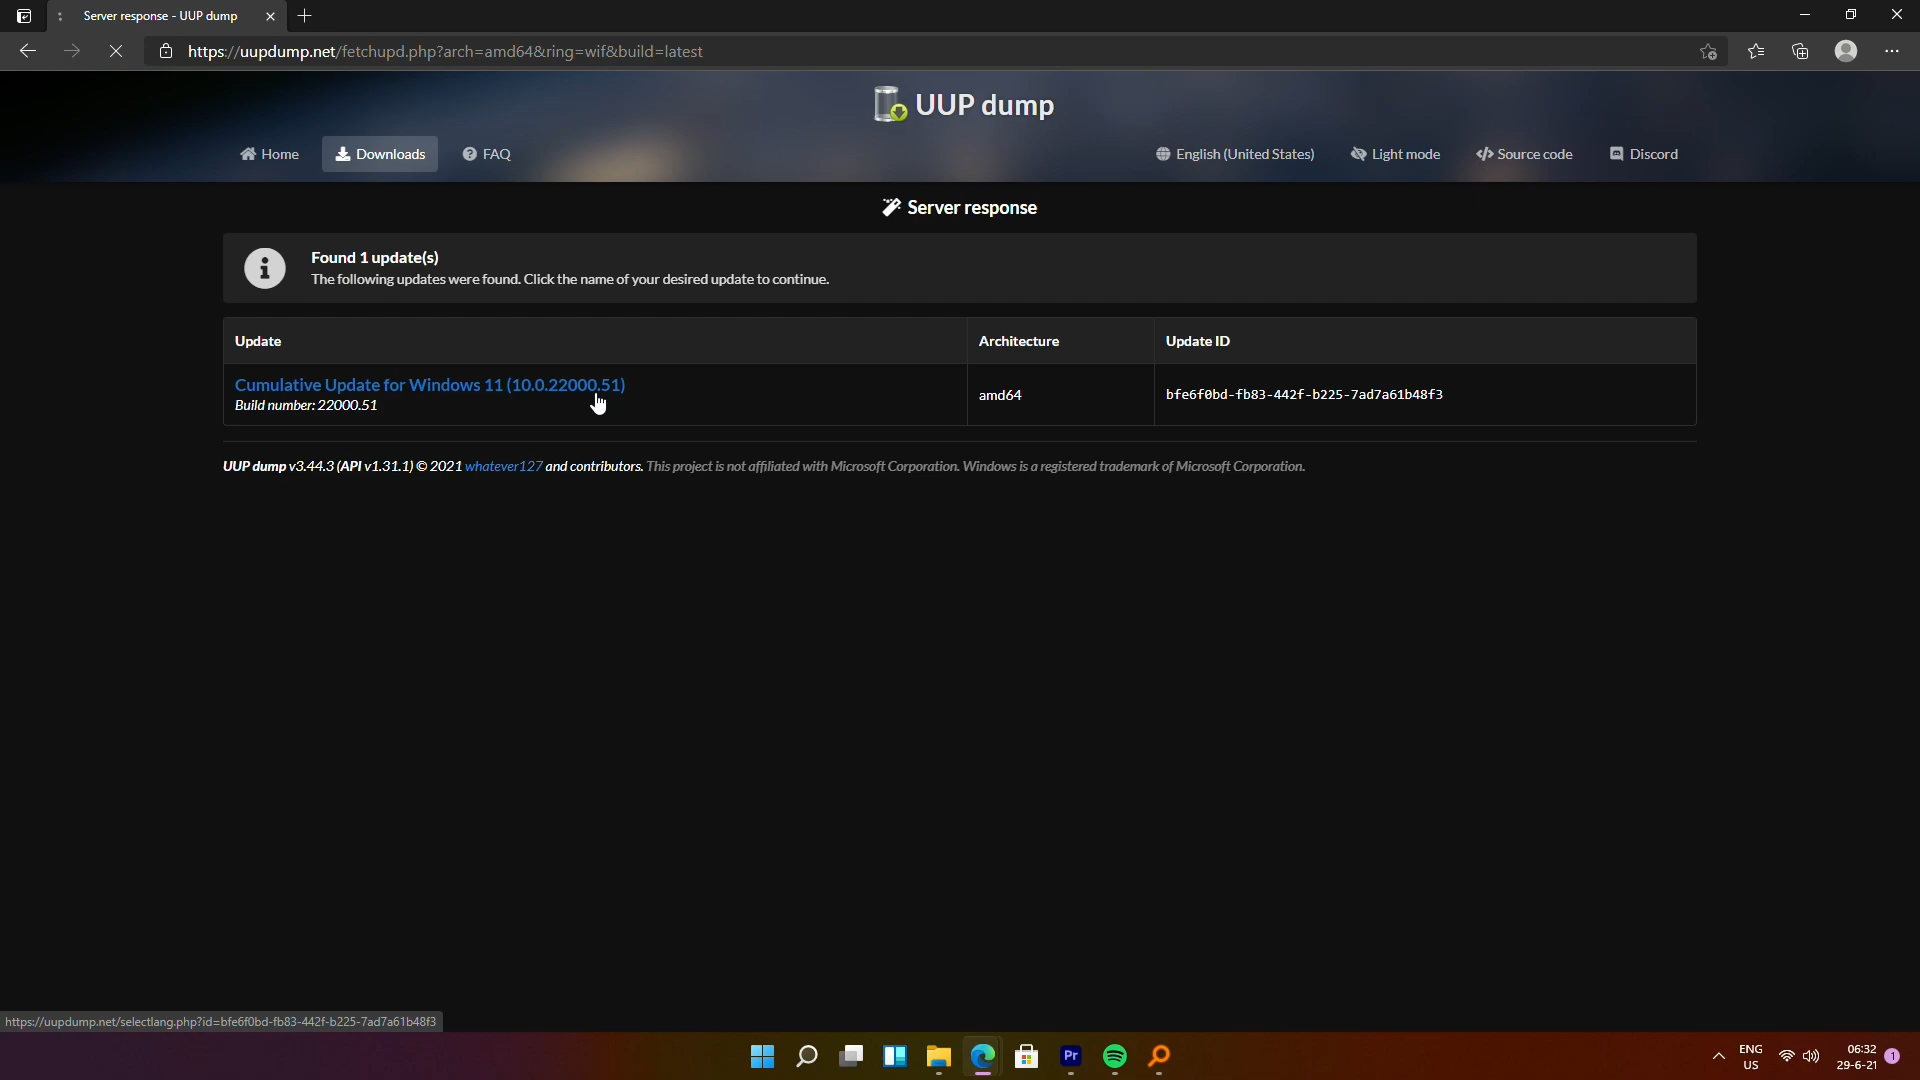 Server response - UUP dump
https://uupdump.net/fetchupd.php?arch=amd64&ring=wif&build=latest
UUP dump
Home
Downloads
FAQ
English (United States)
Light mode
Source code
Discord
Server response
Found 1 update(s)
The following updates were found. Click the name of your desired update to continue.
Update
Architecture
Update ID
Cumulative Update for Windows 11 (10.0.22000.51)
Build number: 22000.51
amd64
bfe6f0bd-fb83-442f-b225-7ad7a61b48f3
UUP dump v3.44.3 (API v1.31.1) © 2021 whatever127 and contributors. This project is not affiliated with Microsoft Corporation. Windows is a registered trademark of Microsoft Corporation.
https://uupdump.net/selectlang.php?id=bfe6f0bd-fb83-442f-b225-7ad7a61b48f3
Pr
ENG
US
06:32
29-6-21
1